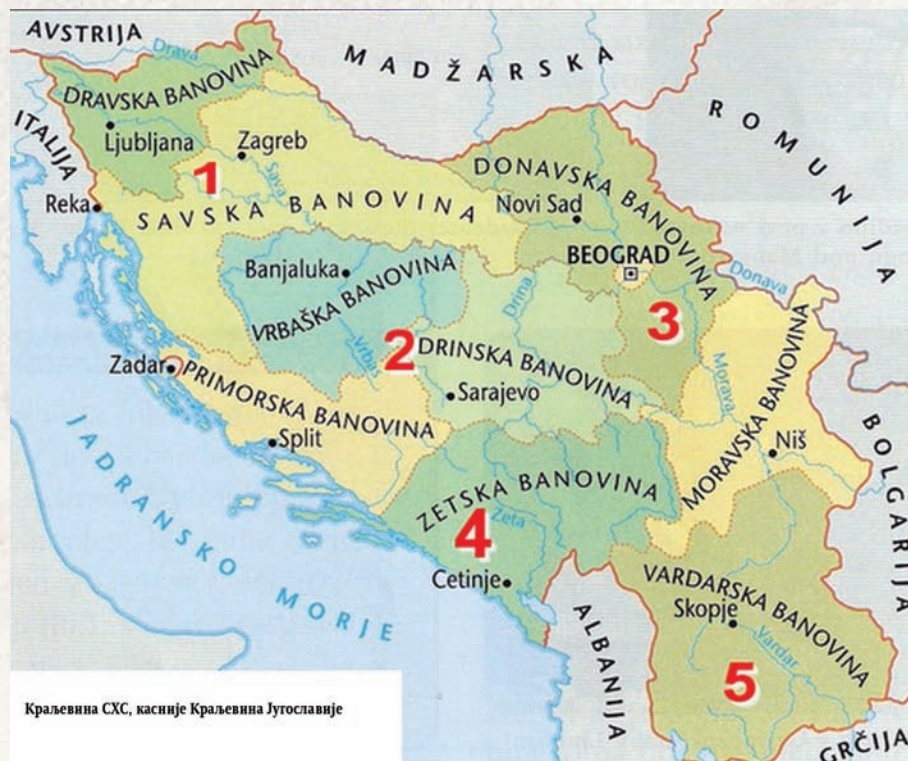 AVSTRIJA
MADŽARSKA
ROMUNIJA
ITALIJA
Drava
DRAVSKA BANOVINA
Ljubljana
Zagreb
1
Sava
Reka
SAVSKA BANOVINA
DONAVSKA BANOVINA
Novi Sad
BEOGRAD
Donava
Banjaluka
VRBAŠKA BANOVINA
Vrbas
2
Drina
DRINSKA BANOVINA
3
Morava
MORAVSKA BANOVINA
Niš
BOLGARIJA
Zadar
PRIMORSKA BANOVINA
Sarajevo
Split
JADRANSKO MORJE
ZETSKA BANOVINA
4
Zeta
Cetinje
ALBANIJA
VARDARSKA BANOVINA
Skopje
Vardar
5
GRČIJA
Краљевина СХС, касније Краљевина Југославије